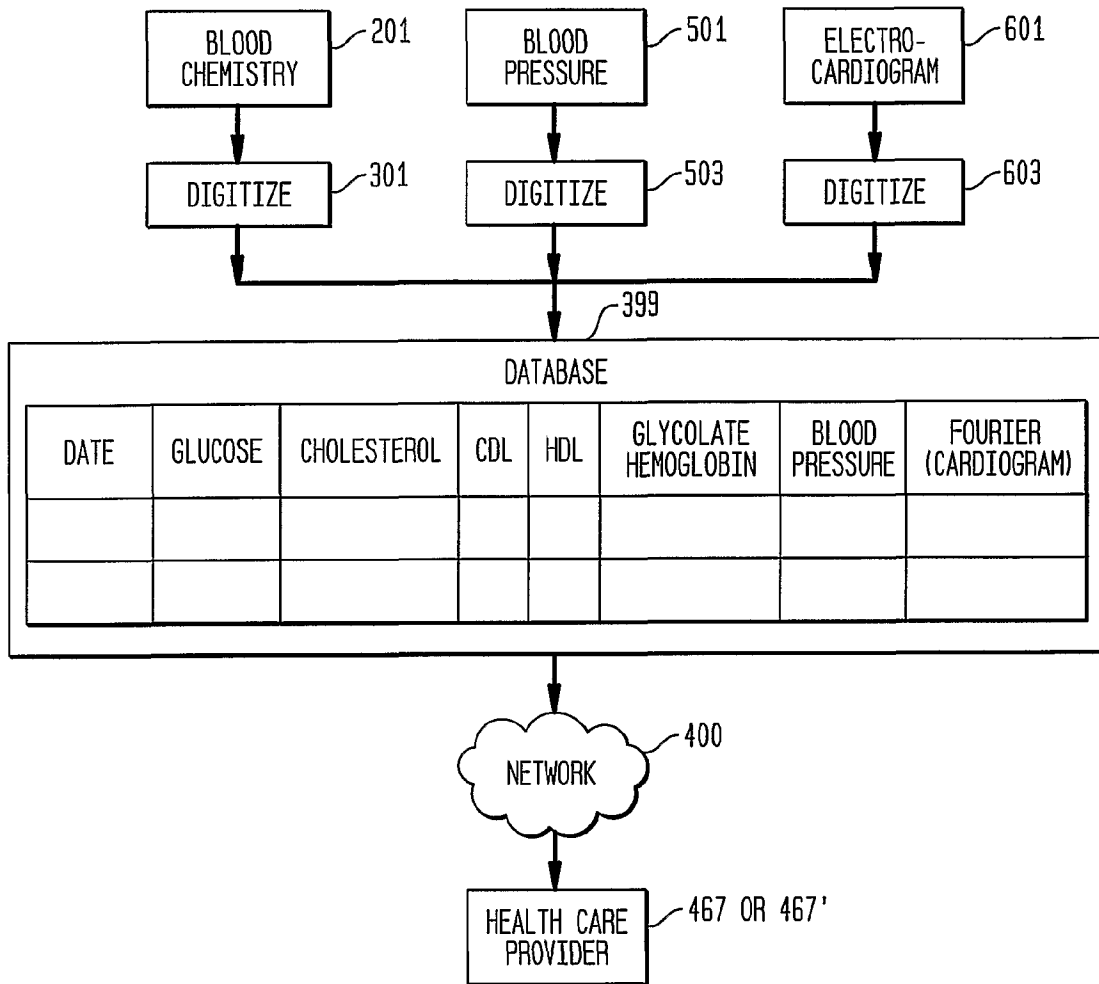 BLOOD
CHEMISTRY
201
BLOOD
PRESSURE
501
ELECTRO-
CARDIOGRAM
601
DIGITIZE
301
DIGITIZE
503
DIGITIZE
603
399
DATABASE
DATE
GLUCOSE
CHOLESTEROL
CDL
HDL
GLYCOLATE
HEMOGLOBIN
BLOOD
PRESSURE
FOURIER
(CARDIOGRAM)
NETWORK
400
HEALTH CARE
PROVIDER
467 OR 467'